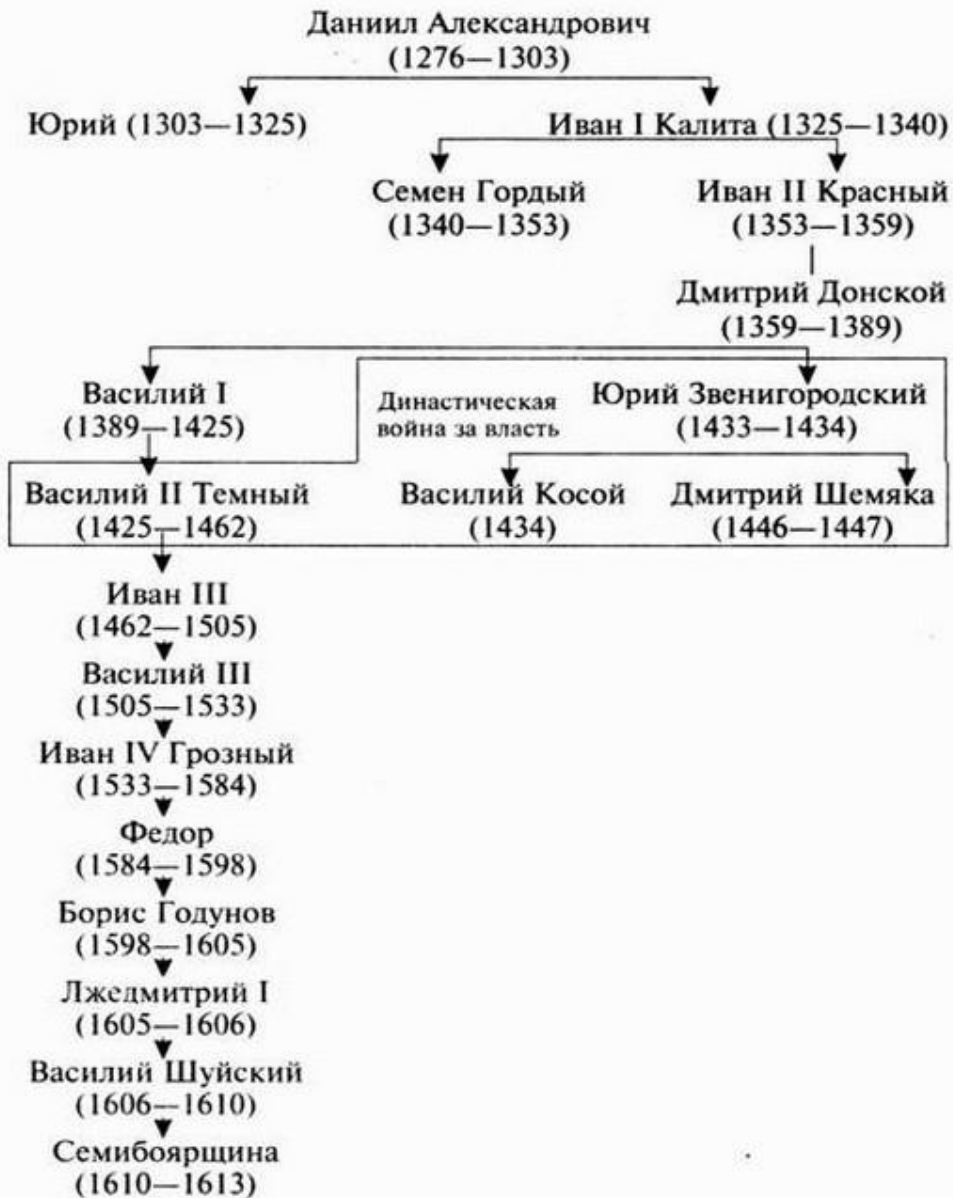 Даниил Александрович
(1276—1303)
Юрий (1303—1325)
Иван I Калита (1325—1340)
Семен Гордый
(1340—1353)
Иван II Красный
(1353—1359)
Дмитрий Донской
(1359—1389)
Василий I
(1389—1425)
Династическая
война за власть
Юрий Звенигородский
(1433—1434)
Василий II Темный
(1425—1462)
Василий Косой
(1434)
Дмитрий Шемяка
(1446—1447)
Иван III
(1462—1505)
Василий III
(1505—1533)
Иван IV Грозный
(1533—1584)
Федор
(1584—1598)
Борис Годунов
(1598—1605)
Лжедмитрий I
(1605—1606)
Василий Шуйский
(1606—1610)
Семибоярщина
(1610—1613)